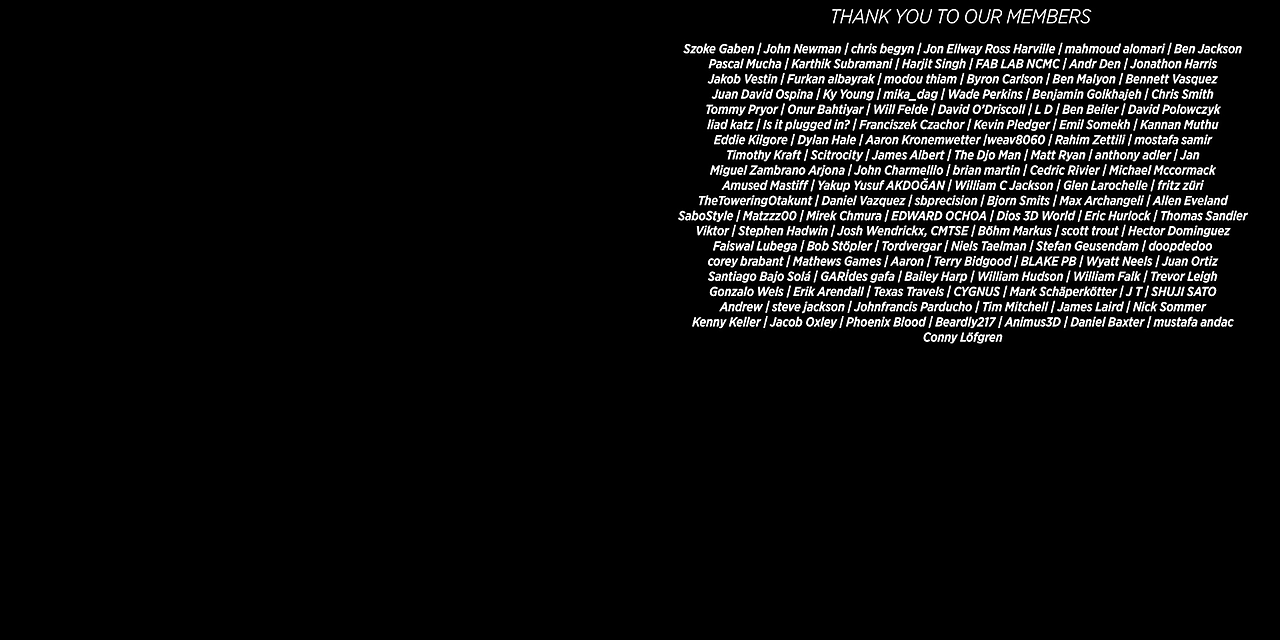 THANK YOU TO OUR MEMBERS
Szoke Gaben | John Newman | chris begyn | Jon Ellway Ross Harville | mahmoud alomari | Ben Jackson
Pascal Mucha | Karthik Subramani | Harjit Singh | FAB LAB NCMC | Andr Den | Jonathon Harris
Jakob Vestin | Furkan albayrak | modou thiam | Byron Carlson | Ben Malyon | Bennett Vasquez
Juan David Ospina | Ky Young | mika_dag | Wade Perkins | Benjamin Golkhajeh | Chris Smith
Tommy Pryor | Onur Bahtiyar | Will Felde | David O'Driscoll | L D | Ben Beiler | David Polowczyk
liad katz | Is it plugged in? | Franciszek Czachor | Kevin Pledger | Emil Somekh | Kannan Muthu
Eddie Kilgore | Dylan Hale | Aaron Kronemwetter |weav8060 | Rahim Zettili | mostafa samir
Timothy Kraft | Scitrocity | James Albert | The Djo Man | Matt Ryan | anthony adler | Jan
Miguel Zambrano Arjona | John Charmellio | brian martin | Cedric Rivier | Michael Mccormack
Amused Mastiff | Yakup Yusuf AKDOĞAN | William C Jackson | Glen Larochelle | fritz züri
TheToweringOtakunt | Daniel Vazquez | sbprecision | Bjorn Smits | Max Archangeli | Allen Eveland
SaboStyle | Matzzz00 | Mirek Chmura | EDWARD OCHOA | Dios 3D World | Eric Hurlock | Thomas Sandler
Viktor | Stephen Hadwin | Josh Wendrickx, CMTSE | Böhm Markus | scott trout | Hector Dominguez
Faiswal Lubega | Bob Stöpler | Tordvergar | Niels Taelman | Stefan Geusendam | doopdedoo
corey brabant | Mathews Games | Aaron | Terry Bidgood | BLAKE PB | Wyatt Neels | Juan Ortiz
Santiago Bajo Solá | GARİdes gafa | Bailey Harp | William Hudson | William Falk | Trevor Leigh
Gonzalo Wels | Erik Arendall | Texas Travels | CYGNUS | Mark Schäperkötter | J T | SHUJI SATO
Andrew | steve jackson | Johnfrancis Parducho | Tim Mitchell | James Laird | Nick Sommer
Kenny Keller | Jacob Oxley | Phoenix Blood | Beardly217 | Animus3D | Daniel Baxter | mustafa andac
Conny Löfgren